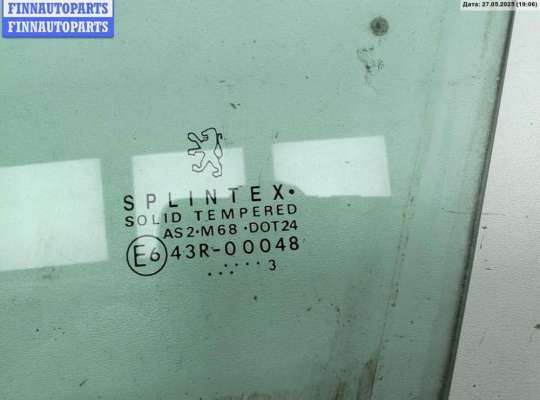 FINNAUTOPARTS
FINNAUTOPARTS
Дата: 27.05.2025 (19:06)
SPLINTEX•
SOLID TEMPERED
AS2•M68•DOT24
E6 43R-00048
....... 3